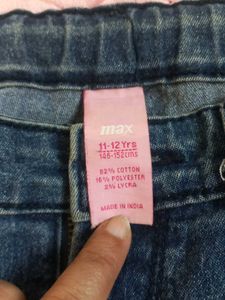 max
11-12 Yrs
146-152cms
82% COTTON
16% POLYESTER
2% LYCRA
MADE IN INDIA